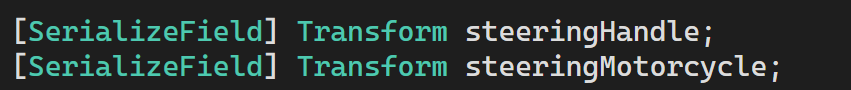 [SerializeField] Transform steeringHandle;
[SerializeField] Transform steeringMotorcycle;